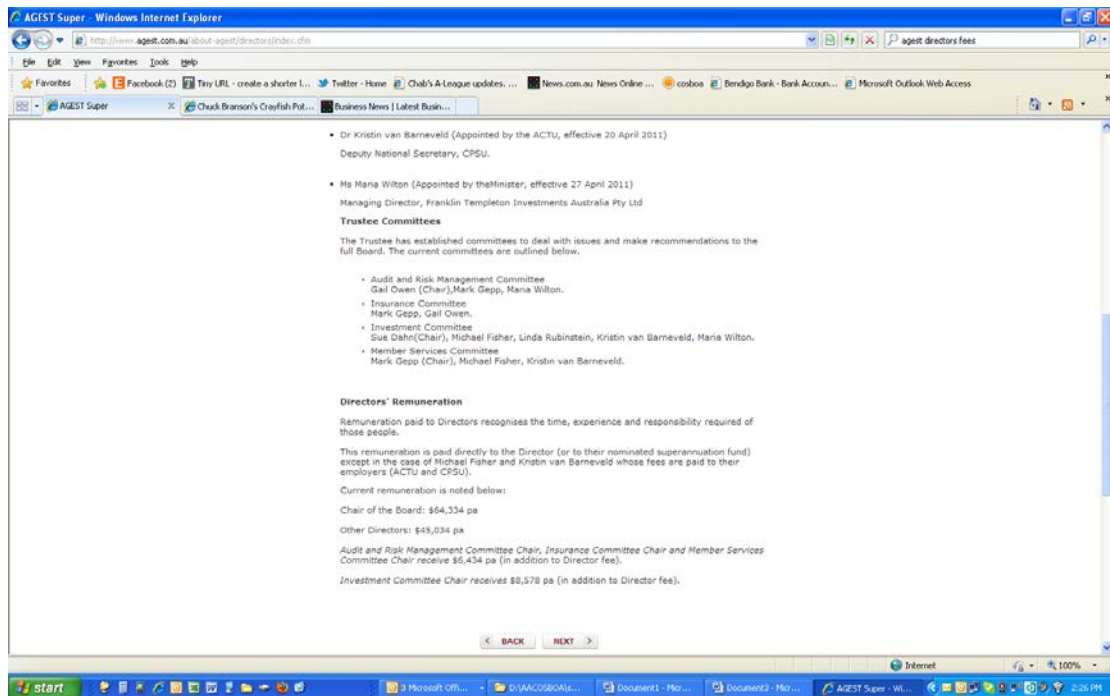 AGEST Super - Windows Internet Explorer
http://www.agest.com.au/about-agest/directors/index.cfm
agest directors fees
File Edit View Favorites Tools Help
Favorites
Facebook (2)
Tiny URL - create a shorter l...
Twitter - Home
Chab's A-League updates. ...
News.com.au News Online ...
cosboa
Bendigo Bank - Bank Accoun...
Microsoft Outlook Web Access
AGEST Super
Chuck Branson's Crayfish Pot...
Business News | Latest Busin...
• Dr Kristin van Barneveld (Appointed by the ACTU, effective 20 April 2011)
Deputy National Secretary, CPSU.
• Ms Maria Wilton (Appointed by theMinister, effective 27 April 2011)
Managing Director, Franklin Templeton Investments Australia Pty Ltd
Trustee Committees
The Trustee has established committees to deal with issues and make recommendations to the
full Board. The current committees are outlined below.
• Audit and Risk Management Committee
Gail Owen (Chair),Mark Gepp, Maria Wilton.
• Insurance Committee
Mark Gepp, Gail Owen.
• Investment Committee
Sue Dahn(Chair), Michael Fisher, Linda Rubinstein, Kristin van Barneveld, Maria Wilton.
• Member Services Committee
Mark Gepp (Chair), Michael Fisher, Kristin van Barneveld.
Directors' Remuneration
Remuneration paid to Directors recognises the time, experience and responsibility required of
those people.
This remuneration is paid directly to the Director (or to their nominated superannuation fund)
except in the case of Michael Fisher and Kristin van Barneveld whose fees are paid to their
employers (ACTU and CPSU).
Current remuneration is noted below:
Chair of the Board: $64,334 pa
Other Directors: $45,034 pa
Audit and Risk Management Committee Chair, Insurance Committee Chair and Member Services
Committee Chair receive $6,434 pa (in addition to Director fee).
Investment Committee Chair receives $8,578 pa (in addition to Director fee).
< BACK NEXT >
Internet
100%
start
3 Microsoft Offi...
D:\AACOSBOA\s...
Document1 - Micr...
Document3 - Micr...
AGEST Super - Wi...
2:26 PM